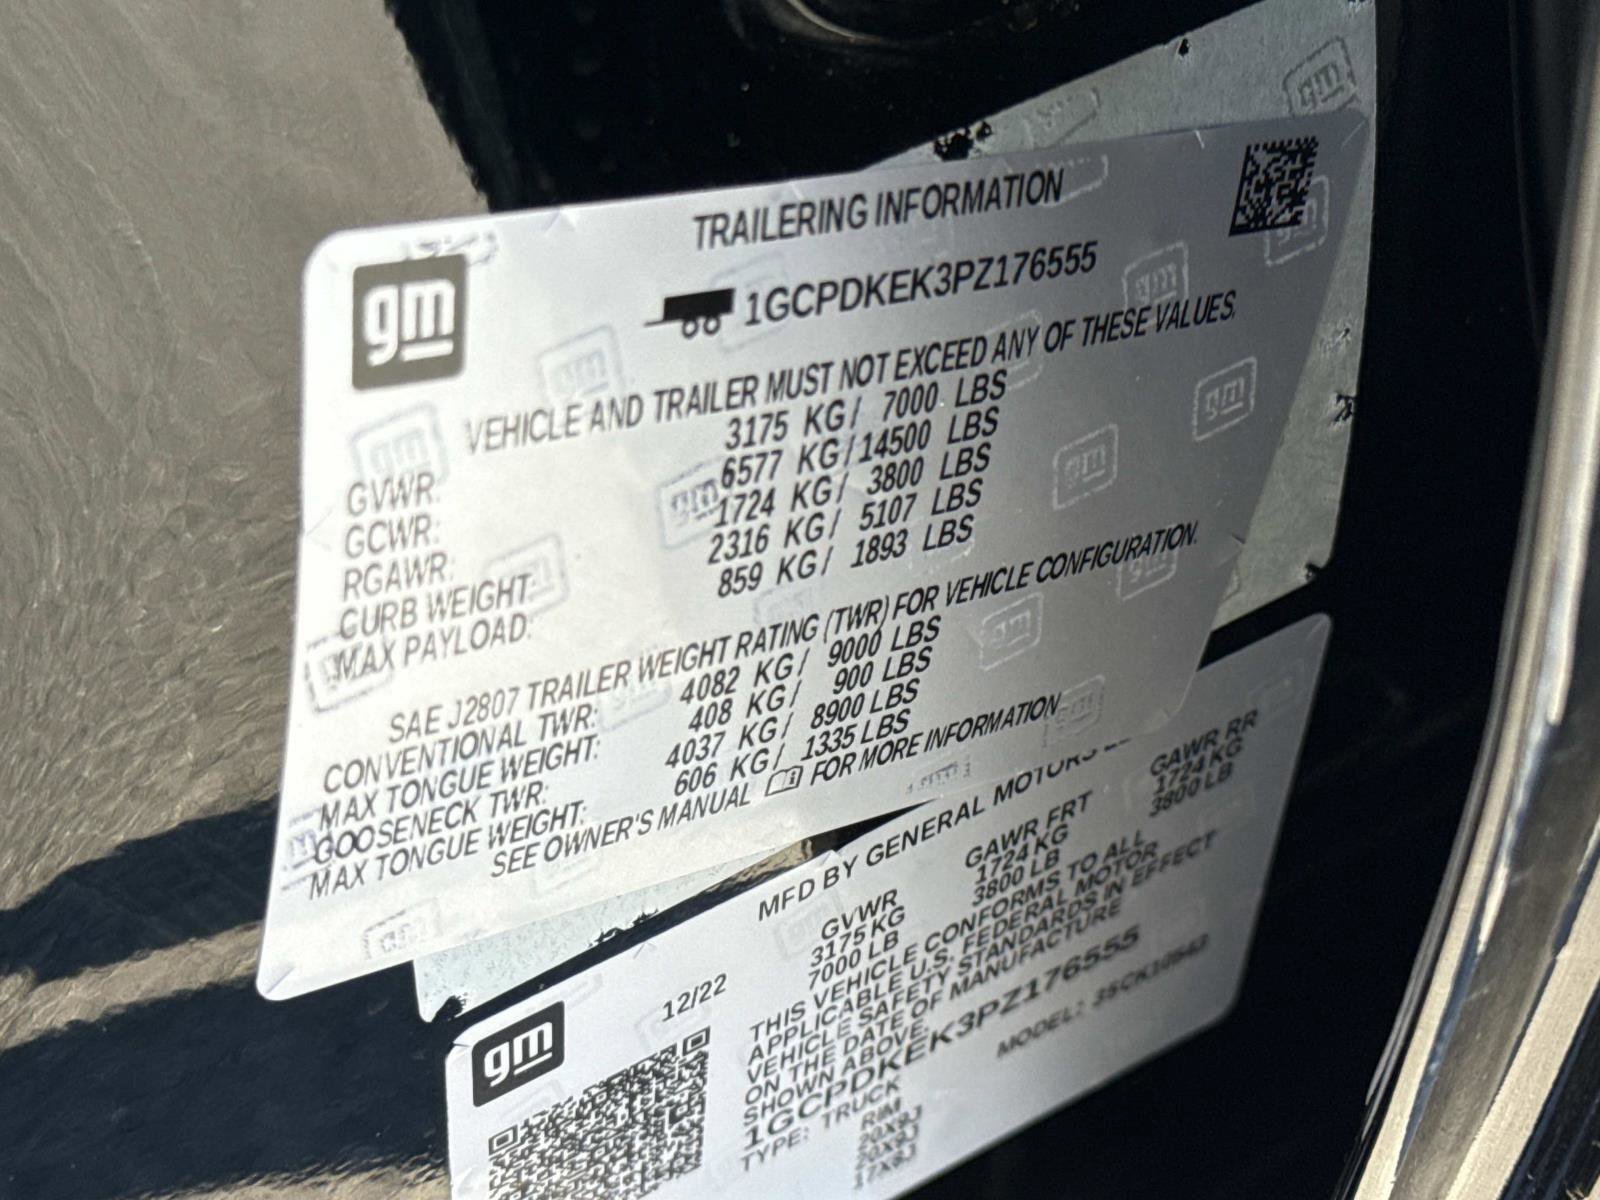 TRAILERING INFORMATION
gm
1GCPDKEK3PZ176555
VEHICLE AND TRAILER MUST NOT EXCEED ANY OF THESE VALUES.
GVWR: 3175 KG/ 7000 LBS
GCWR: 6577 KG/14500 LBS
RGAWR: 1724 KG/ 3800 LBS
CURB WEIGHT: 2316 KG/ 5107 LBS
MAX PAYLOAD: 859 KG/ 1893 LBS
SAE J2807 TRAILER WEIGHT RATING (TWR) FOR VEHICLE CONFIGURATION.
CONVENTIONAL TWR: 4082 KG/ 9000 LBS
MAX TONGUE WEIGHT: 408 KG/ 900 LBS
GOOSENECK TWR: 4037 KG/ 8900 LBS
MAX TONGUE WEIGHT: 606 KG/ 1335 LBS
SEE OWNER'S MANUAL FOR MORE INFORMATION
gm
12/22
MFD BY GENERAL MOTORS
GVWR GAWR FRT GAWR RR
3175 KG 1724 KG 1724 KG
7000 LB 3800 LB 3800 LB
THIS VEHICLE CONFORMS TO ALL
APPLICABLE U.S. FEDERAL MOTOR
VEHICLE SAFETY STANDARDS IN EFFECT
ON THE DATE OF MANUFACTURE
SHOWN ABOVE.
1GCPDKEK3PZ176555
TYPE: TRUCK MODEL: 35CK10543
RIM
20X9J
20X9J
17X8J